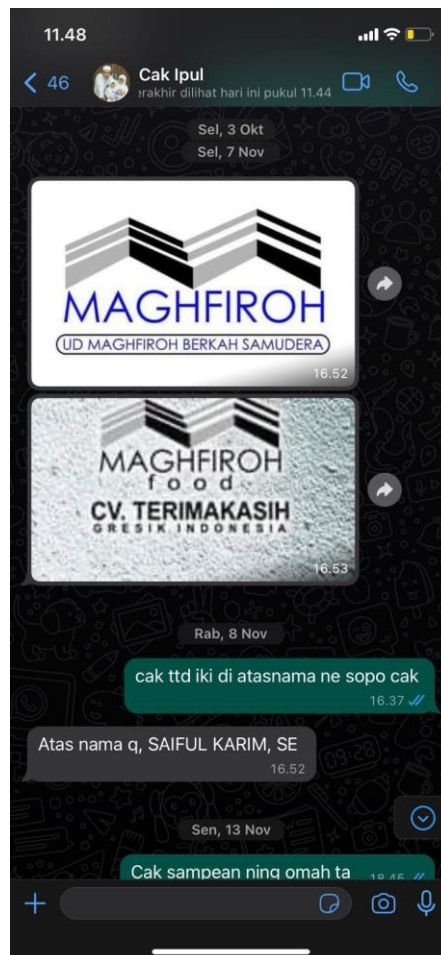 11.48
46
Cak Ipul
erakhir dilihat hari ini pukul 11.44
Sel, 3 Okt
Sel, 7 Nov
MAGHFIROH
UD MAGHFIROH BERKAH SAMUDERA
16.52
MAGHFIROH
food
CV. TERIMAKASIH
GRESIK INDONESIA
16.53
Rab, 8 Nov
cak ttd iki di atasnama ne sopo cak
16.37
Atas nama q, SAIFUL KARIM, SE
16.52
Sen, 13 Nov
Cak sampean ning omah ta
18.45